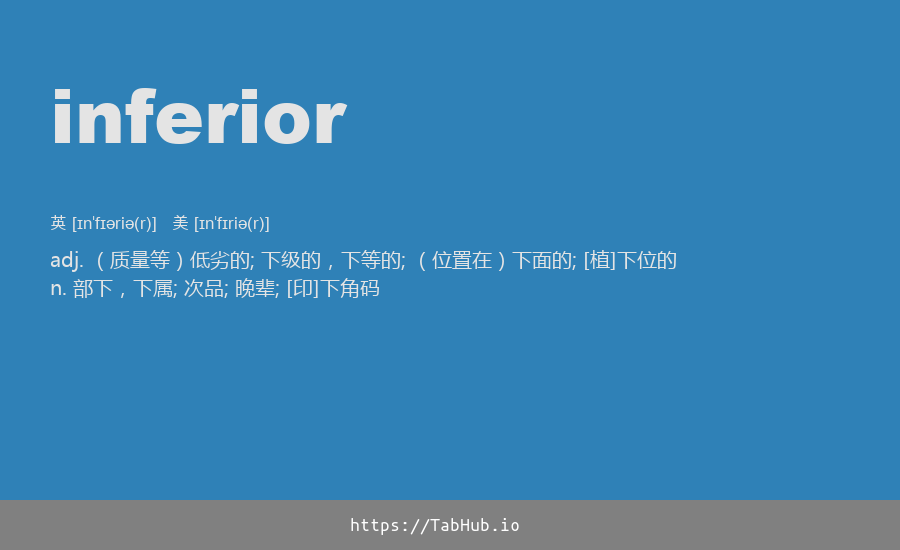 inferior
英 [ɪn'fɪəriə(r)] 美 [ɪn'fɪriə(r)]
adj. （质量等）低劣的; 下级的，下等的; （位置在）下面的; [植]下位的
n. 部下，下属; 次品; 晚辈; [印]下角码
https://TabHub.io